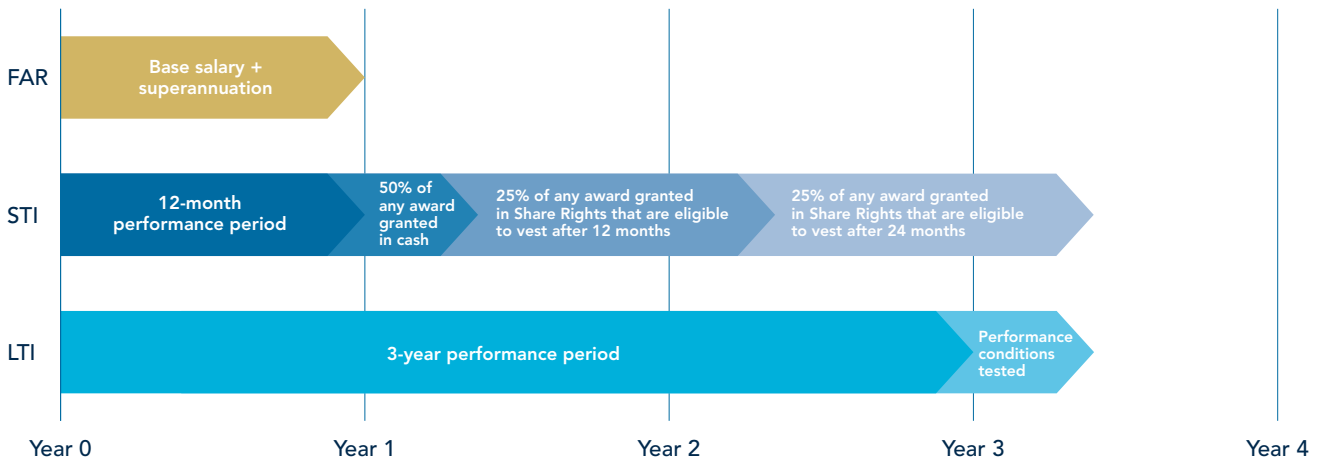 FAR
Base salary +
superannuation
STI
12-month
performance period
50% of
any award
granted
in cash
25% of any award granted
in Share Rights that are eligible
to vest after 12 months
25% of any award granted
in Share Rights that are eligible
to vest after 24 months
LTI
3-year performance period
Performance
conditions
tested
Year 0
Year 1
Year 2
Year 3
Year 4